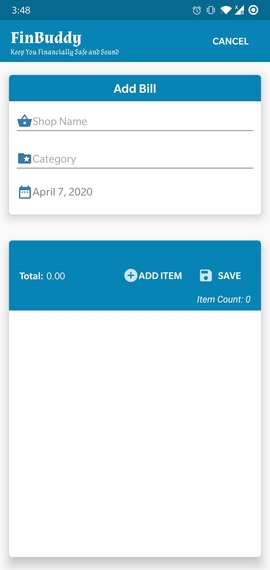 3:48
FinBuddy
Keep You Financially Safe and Sound
CANCEL
Add Bill
Shop Name
Category
April 7, 2020
Total: 0.00
ADD ITEM
SAVE
Item Count: 0